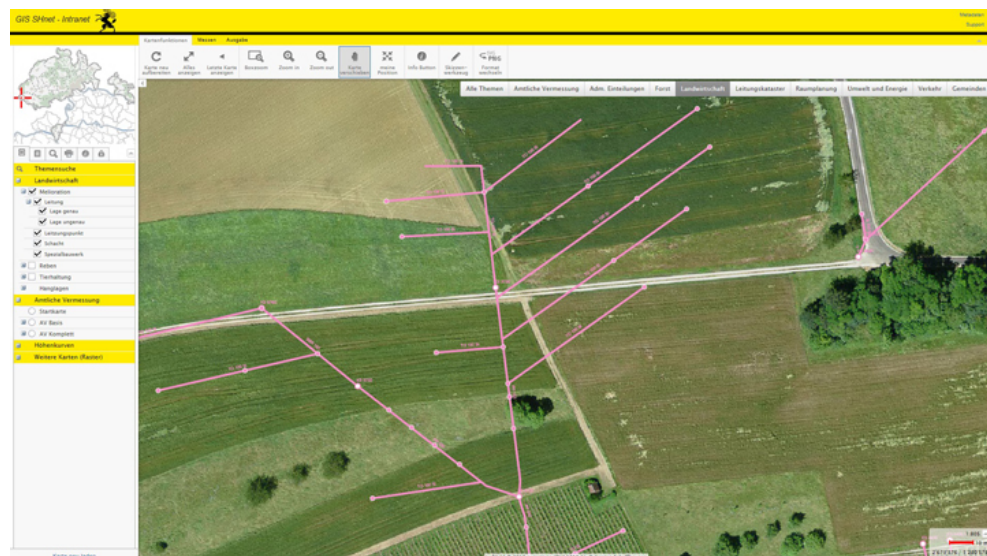 GIS SHnet - Intranet
Metadaten
Support
Kartenfunktionen Messen Ausgabe
Karte neu aufbereiten
Alles anzeigen
Letzte Karte anzeigen
Boxzoom
Zoom in
Zoom out
Karte verschieben
meine Position
Info Button
Skizzen-werkzeug
Format wechseln
Alle Themen Amtliche Vermessung Adm. Einteilungen Forst Landwirtschaft Leitungskataster Raumplanung Umwelt und Energie Verkehr Gemeinden
Themensuche
Landwirtschaft
Melioration
Leitung
Lage genau
Lage ungenau
Leitungspunkt
Schacht
Spezialbauwerk
Reben
Tierhaltung
Hanglagen
Amtliche Vermessung
Startkarte
AV Basis
AV Komplett
Höhenkurven
Weitere Karten (Raster)